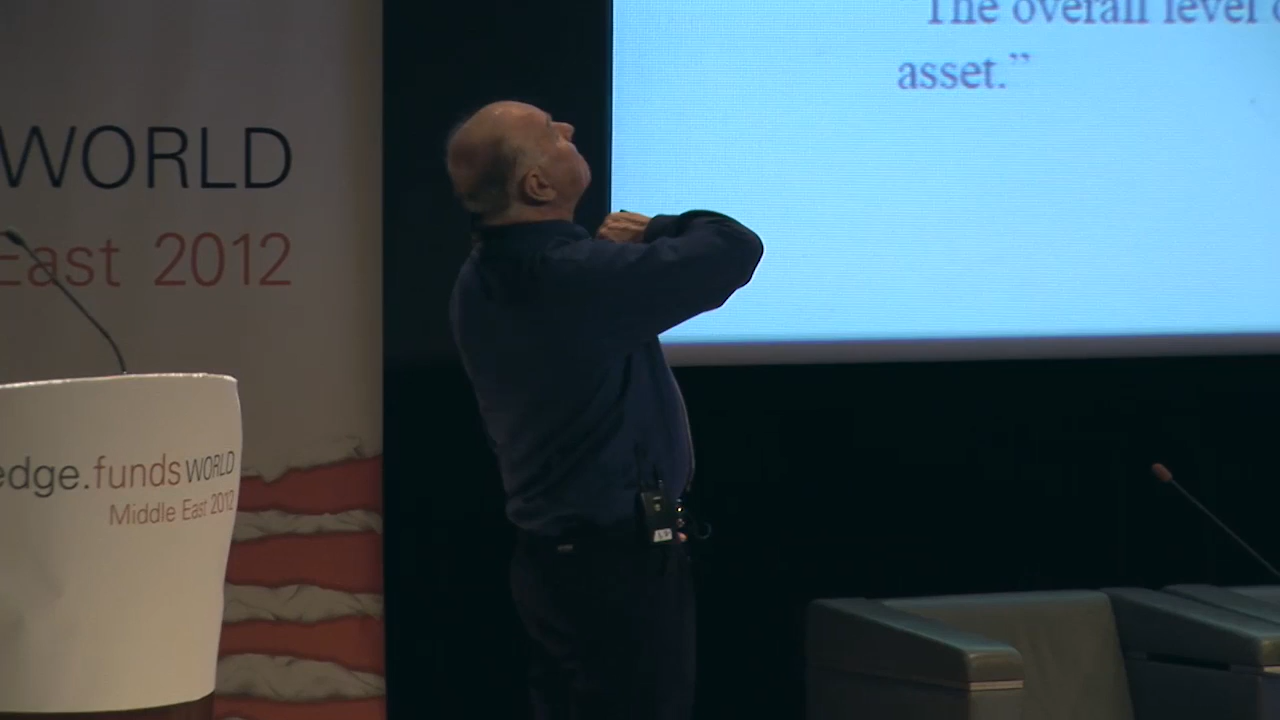 "The overall level
asset.”
WORLD
East 2012
edge.funds WORLD
Middle East 2012